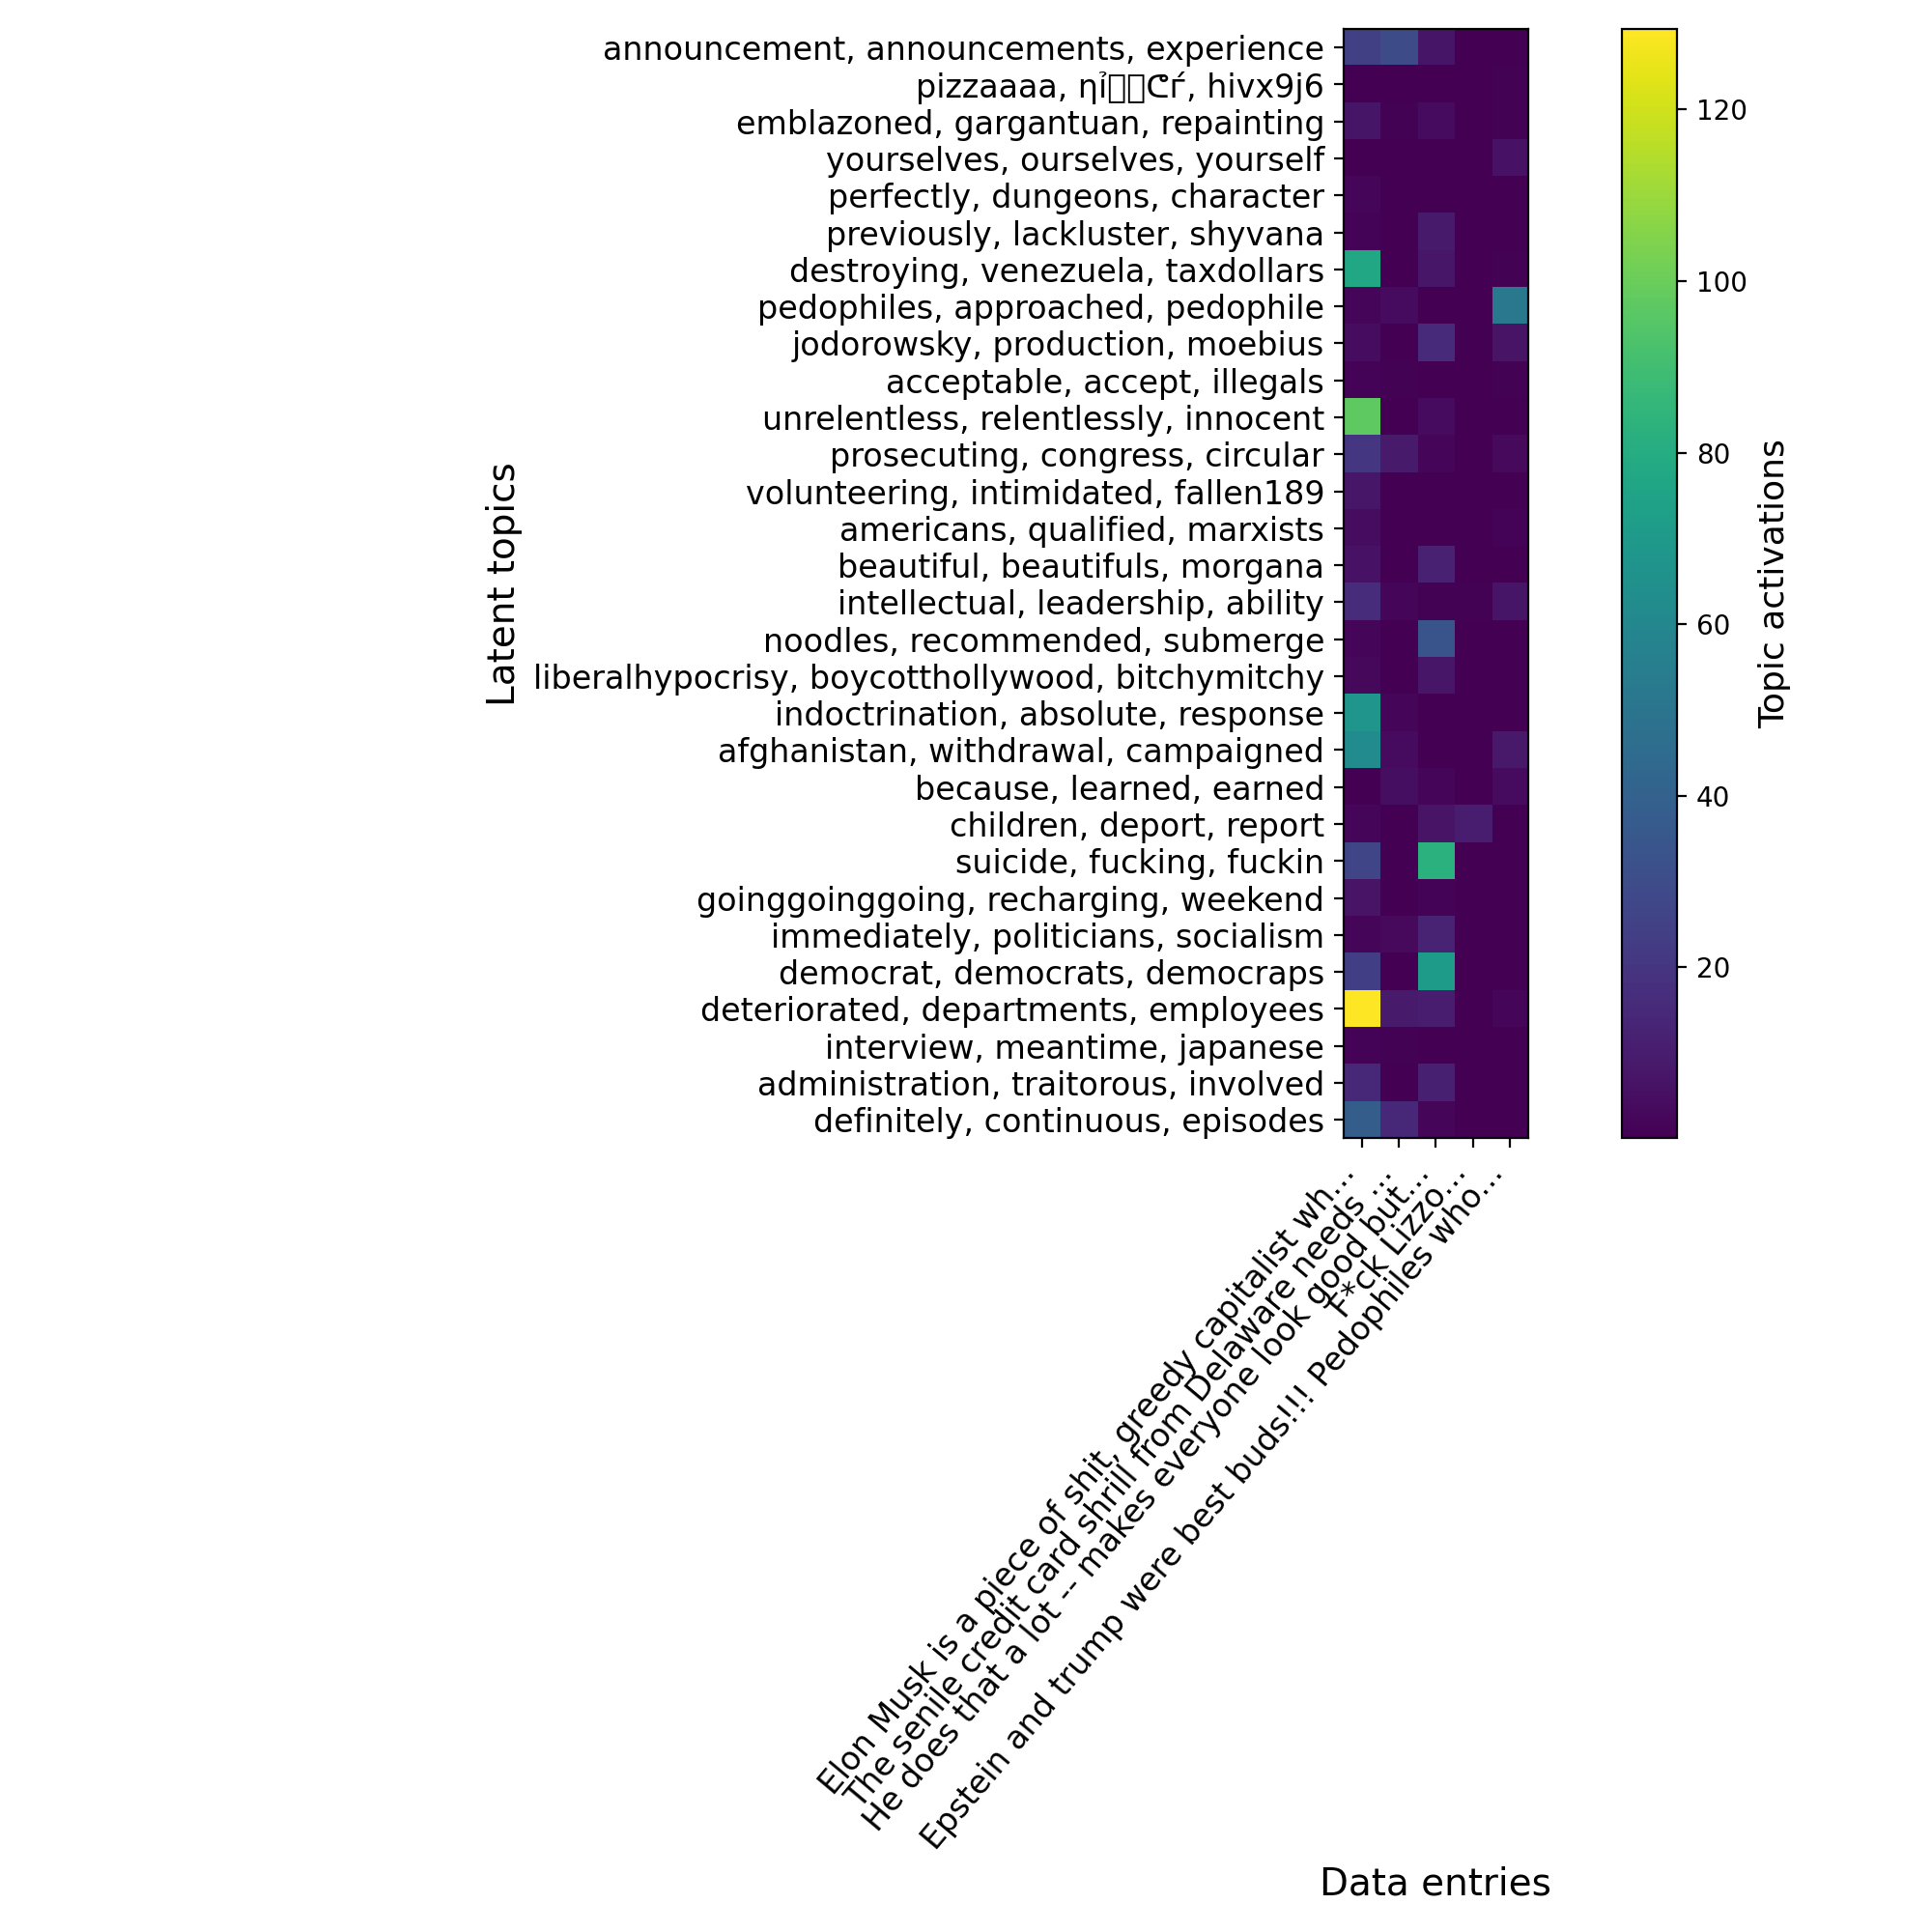 announcement, announcements, experience
pizzaaaa, hivx9j6
emblazoned, gargantuan, repainting
yourselves, ourselves, yourself
perfectly, dungeons, character
previously, lackluster, shyvana
destroying, venezuela, taxdollars
pedophiles, approached, pedophile
jodorowsky, production, moebius
acceptable, accept, illegals
unrelentless, relentlessly, innocent
prosecuting, congress, circular
volunteering, intimidated, fallen189
americans, qualified, marxists
beautiful, beautifuls, morgana
intellectual, leadership, ability
noodles, recommended, submerge
liberalhypocrisy, boycotthollywood, bitchymitchy
indoctrination, absolute, response
afghanistan, withdrawal, campaigned
because, learned, earned
children, deport, report
suicide, fucking, fuckin
goinggoinggoing, recharging, weekend
immediately, politicians, socialism
democrat, democrats, democraps
deteriorated, departments, employees
interview, meantime, japanese
administration, traitorous, involved
definitely, continuous, episodes
Latent topics
Elon Musk is a piece of shit, greedy capitalist wh...
The senile credit card shrill from Delaware needs ...
He does that a lot -- makes everyone look good but...
F*ck Lizzo...
Epstein and trump were best buds!!! Pedophiles who...
Data entries
120
100
80
60
40
20
Topic activations